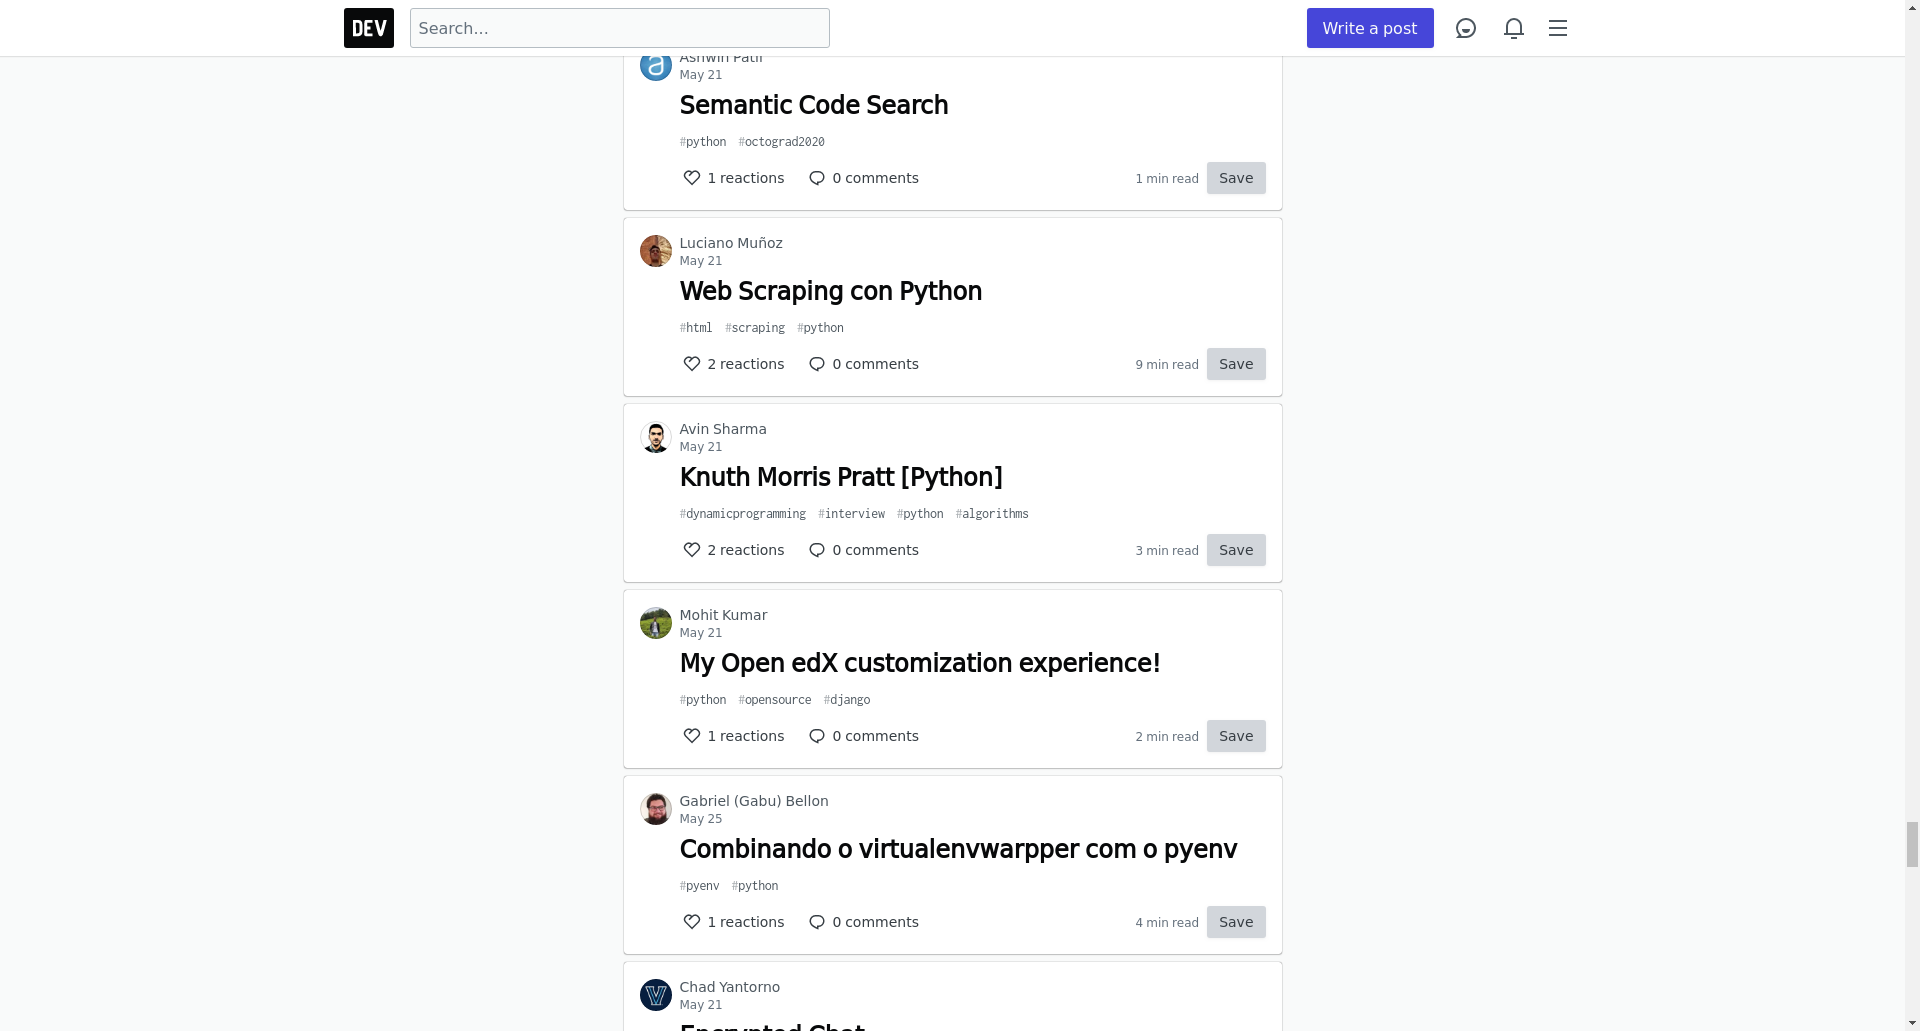 DEV
Search...
Write a post
Ashwin Patil
May 21
Semantic Code Search
#python #octograd2020
1 reactions
0 comments
1 min read
Save
Luciano Muñoz
May 21
Web Scraping con Python
#html #scraping #python
2 reactions
0 comments
9 min read
Save
Avin Sharma
May 21
Knuth Morris Pratt [Python]
#dynamicprogramming #interview #python #algorithms
2 reactions
0 comments
3 min read
Save
Mohit Kumar
May 21
My Open edX customization experience!
#python #opensource #django
1 reactions
0 comments
2 min read
Save
Gabriel (Gabu) Bellon
May 25
Combinando o virtualenvwarpper com o pyenv
#pyenv #python
1 reactions
0 comments
4 min read
Save
Chad Yantorno
May 21
Encrypted Chat